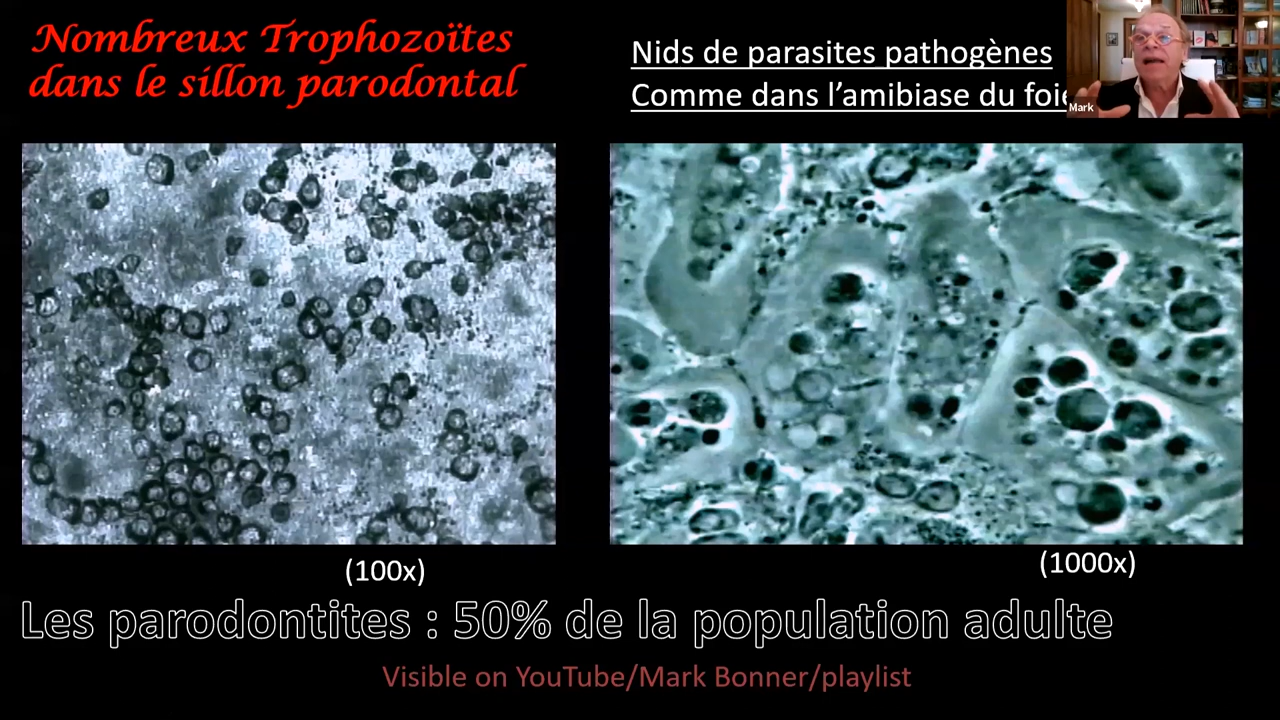 Nombreux Trophozoïtes
dans le sillon parodontal
Nids de parasites pathogènes
Comme dans l'amibiase du foie
Mark
(100x)
(1000x)
Les parodontites : 50% de la population adulte
Visible on YouTube/Mark Bonner/playlist